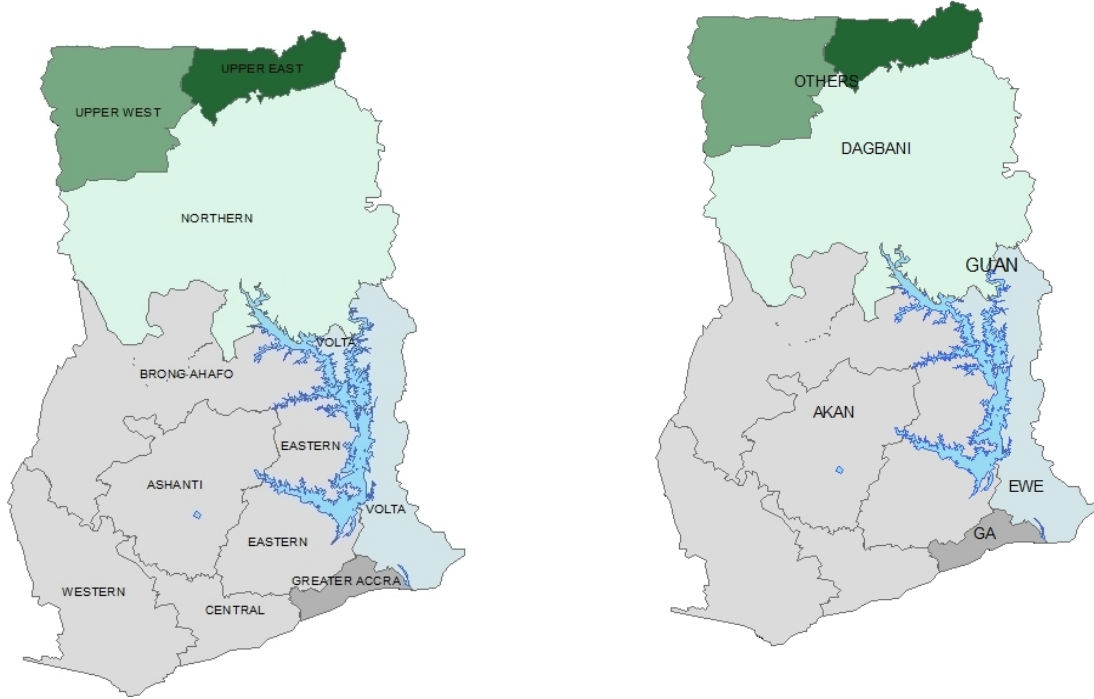 UPPER EAST
UPPER WEST
NORTHERN
VOLTA
BRONG AHAFO
EASTERN
ASHANTI
VOLTA
EASTERN
GREATER ACCRA
WESTERN
CENTRAL
OTHERS
DAGBANI
GUAN
AKAN
EWE
GA